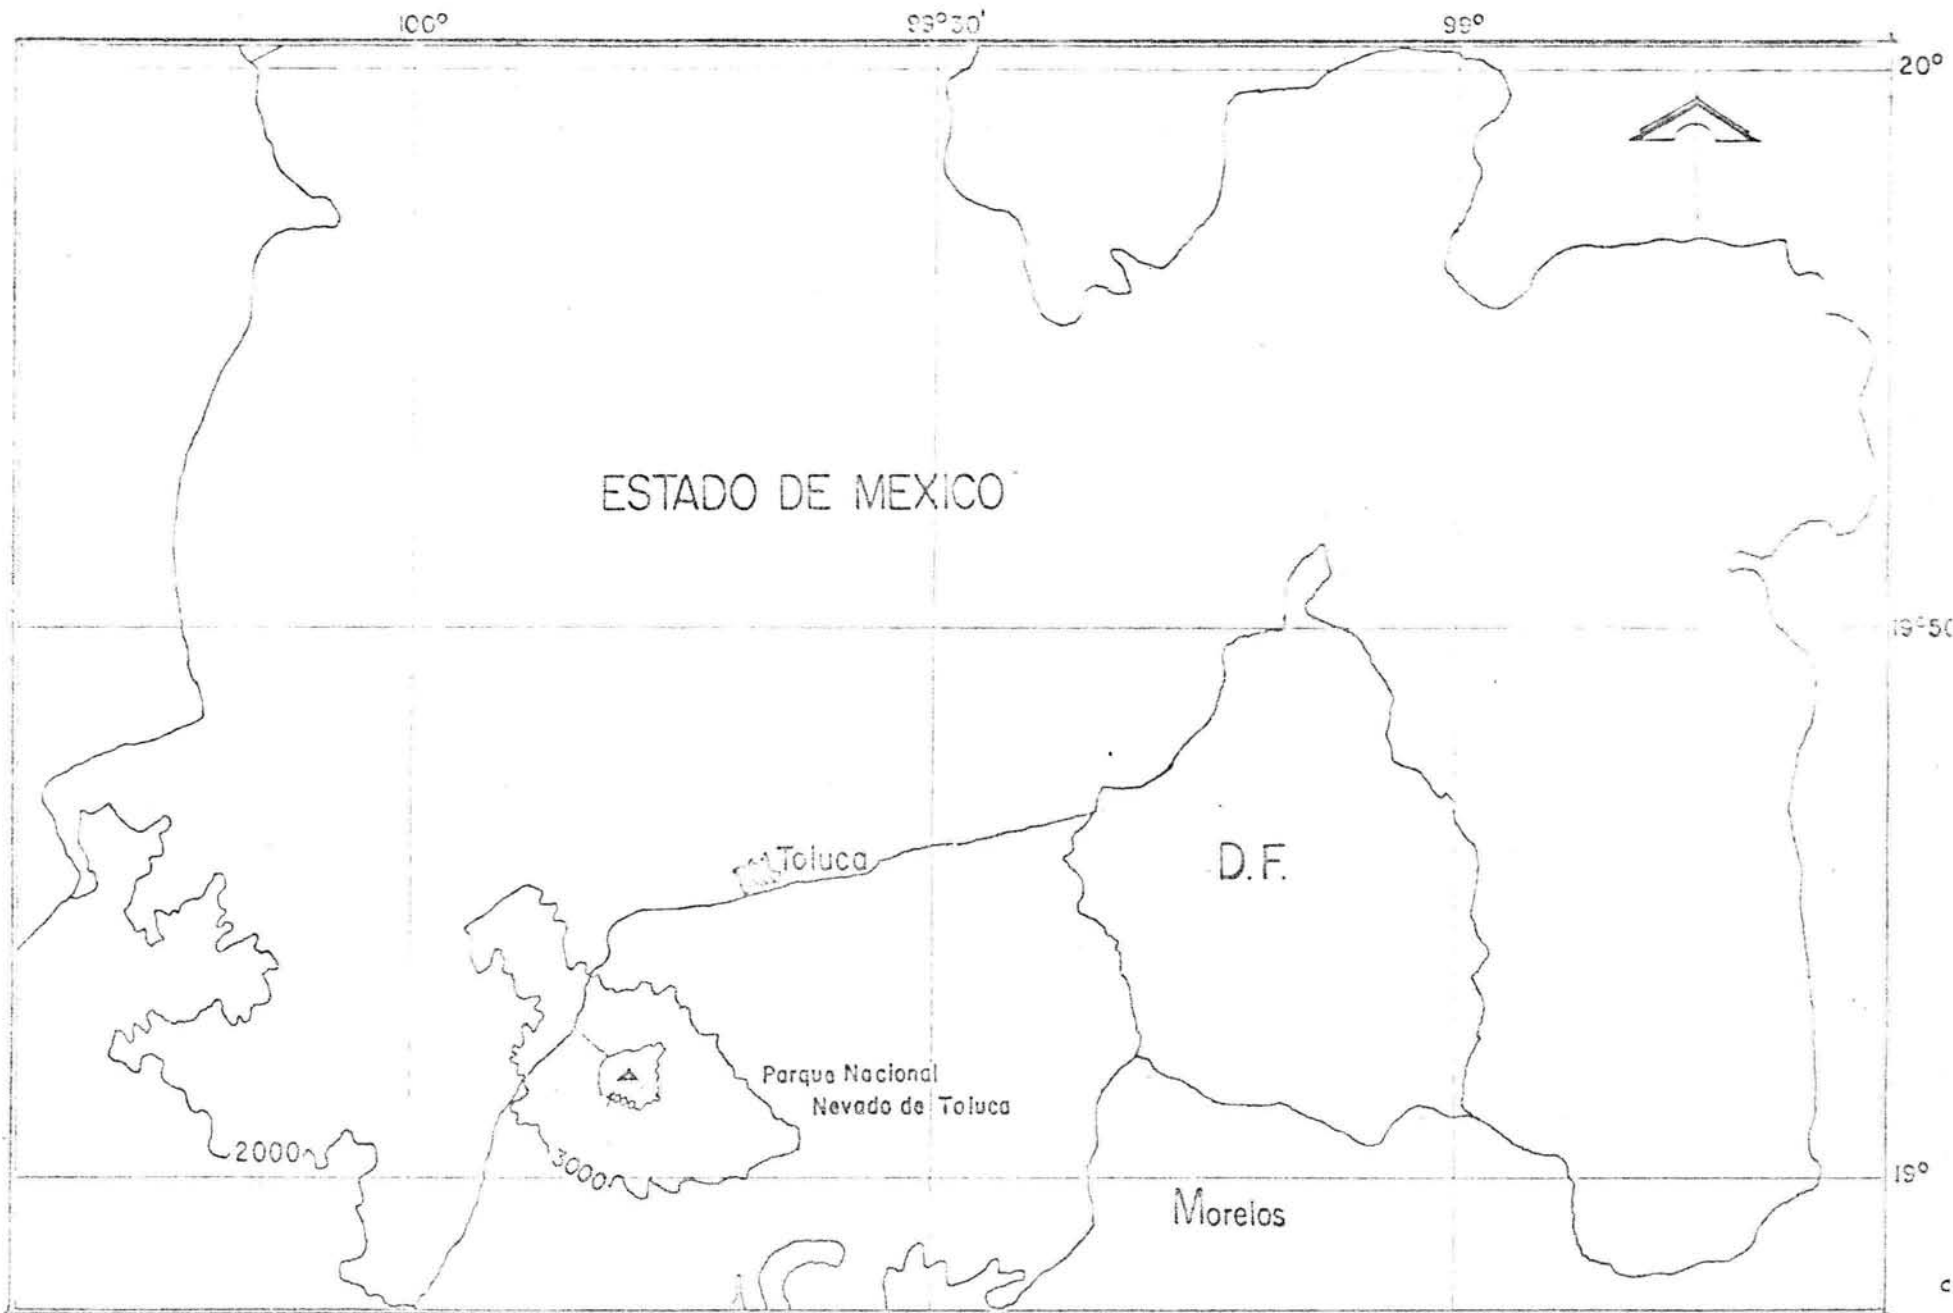 100°
99°30'
99°
20°
ESTADO DE MEXICO
19°50
Toluca
D.F.
Parque Nacional
Nevado de Toluca
2000
3000
19°
Morelos